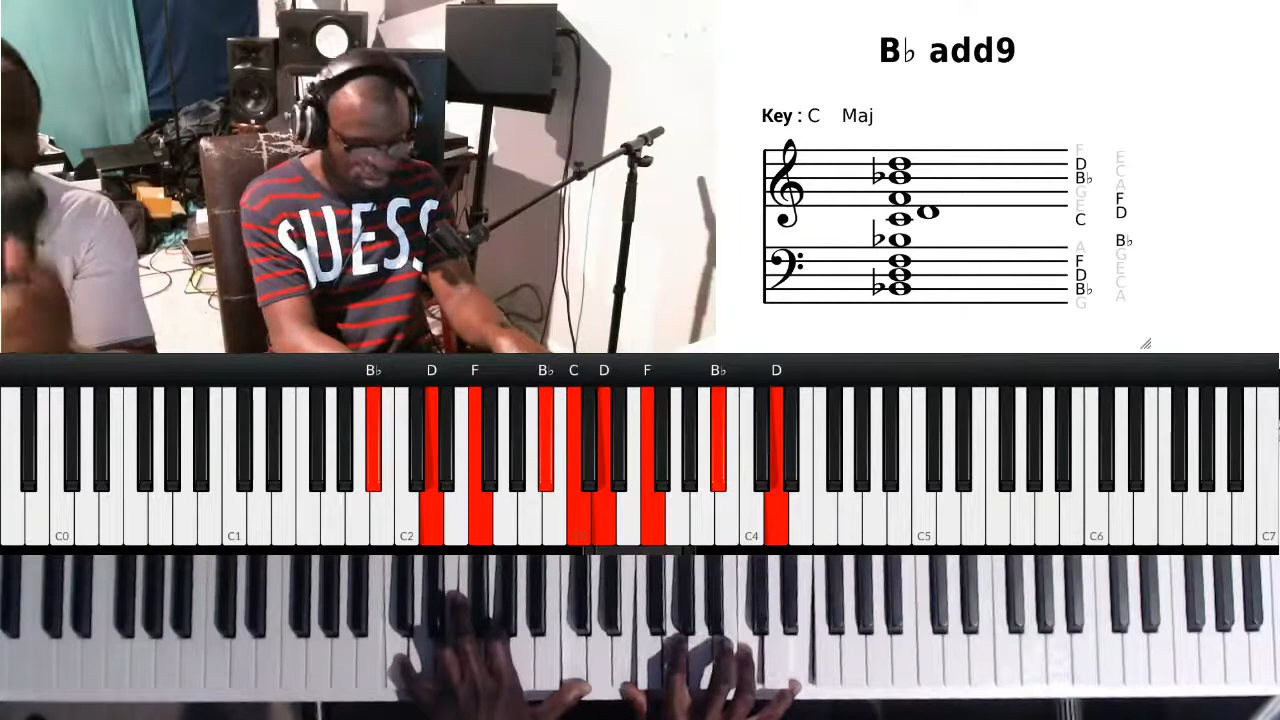 B♭ add9
Key : C Maj
F
D
B♭
G
E
C
A
F
D
B♭
G
E
C
A
F
D
B♭
G
E
C
A
GUESS
B♭ D F B♭ C D F B♭ D
C0 C1 C2 C4 C5 C6 C7